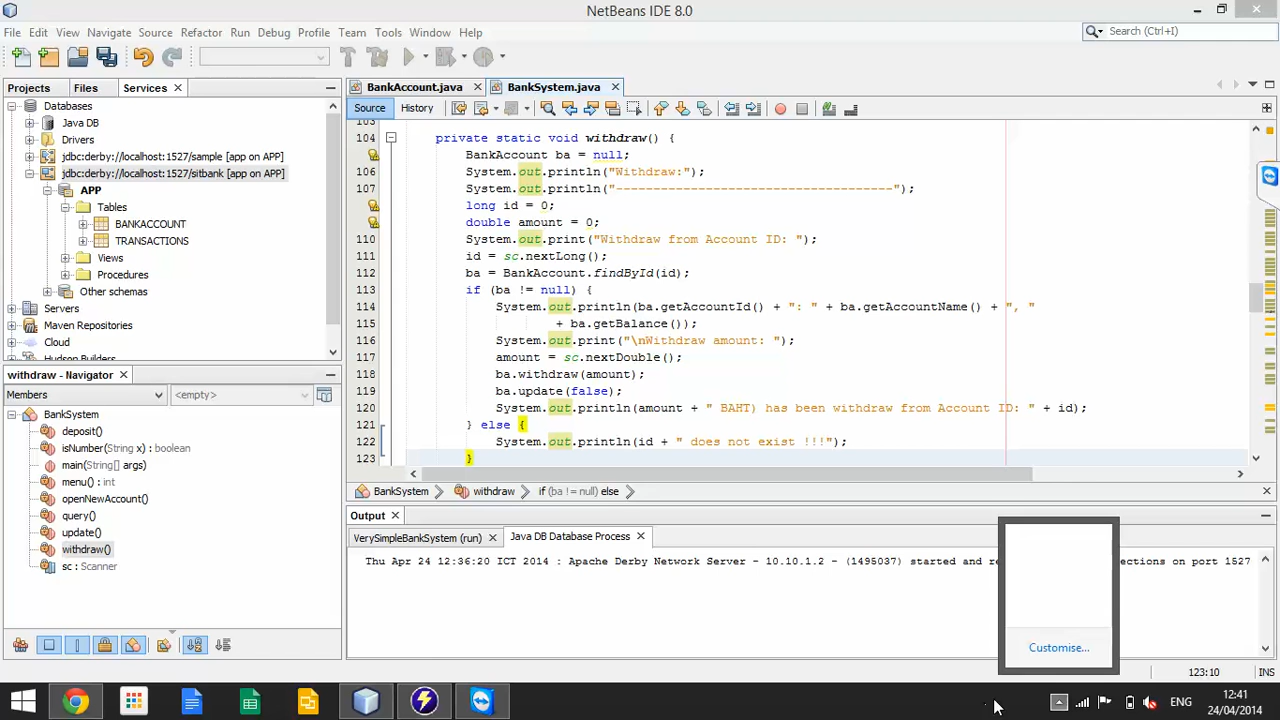 NetBeans IDE 8.0
File Edit View Navigate Source Refactor Run Debug Profile Team Tools Window Help
Search (Ctrl+I)
Projects Files Services
BankAccount.java BankSystem.java
Source History
Databases
Java DB
Drivers
jdbc:derby://localhost:1527/sample [app on APP]
jdbc:derby://localhost:1527/sitbank [app on APP]
APP
Tables
BANKACCOUNT
TRANSACTIONS
Views
Procedures
Other schemas
Servers
Maven Repositories
Cloud
Hudson Builders
withdraw - Navigator
Members <empty>
BankSystem
deposit()
isNumber(String x) : boolean
main(String[] args)
menu() : int
openNewAccount()
query()
update()
withdraw()
sc : Scanner
103
104 private static void withdraw() {
BankAccount ba = null;
106 System.out.println("Withdraw:");
107 System.out.println("-------------------------------------");
long id = 0;
double amount = 0;
110 System.out.print("Withdraw from Account ID: ");
111 id = sc.nextLong();
112 ba = BankAccount.findById(id);
113 if (ba != null) {
114 System.out.println(ba.getAccountId() + ": " + ba.getAccountName() + ", "
115 + ba.getBalance());
116 System.out.print("\nWithdraw amount: ");
117 amount = sc.nextDouble();
118 ba.withdraw(amount);
119 ba.update(false);
120 System.out.println(amount + " BAHT) has been withdraw from Account ID: " + id);
121 } else {
122 System.out.println(id + " does not exist !!!");
123 }
BankSystem withdraw if (ba != null) else
Output
VerySimpleBankSystem (run) Java DB Database Process
Thu Apr 24 12:36:20 ICT 2014 : Apache Derby Network Server - 10.10.1.2 - (1495037) started and re ections on port 1527
Customise...
123:10 INS
ENG
12:41
24/04/2014